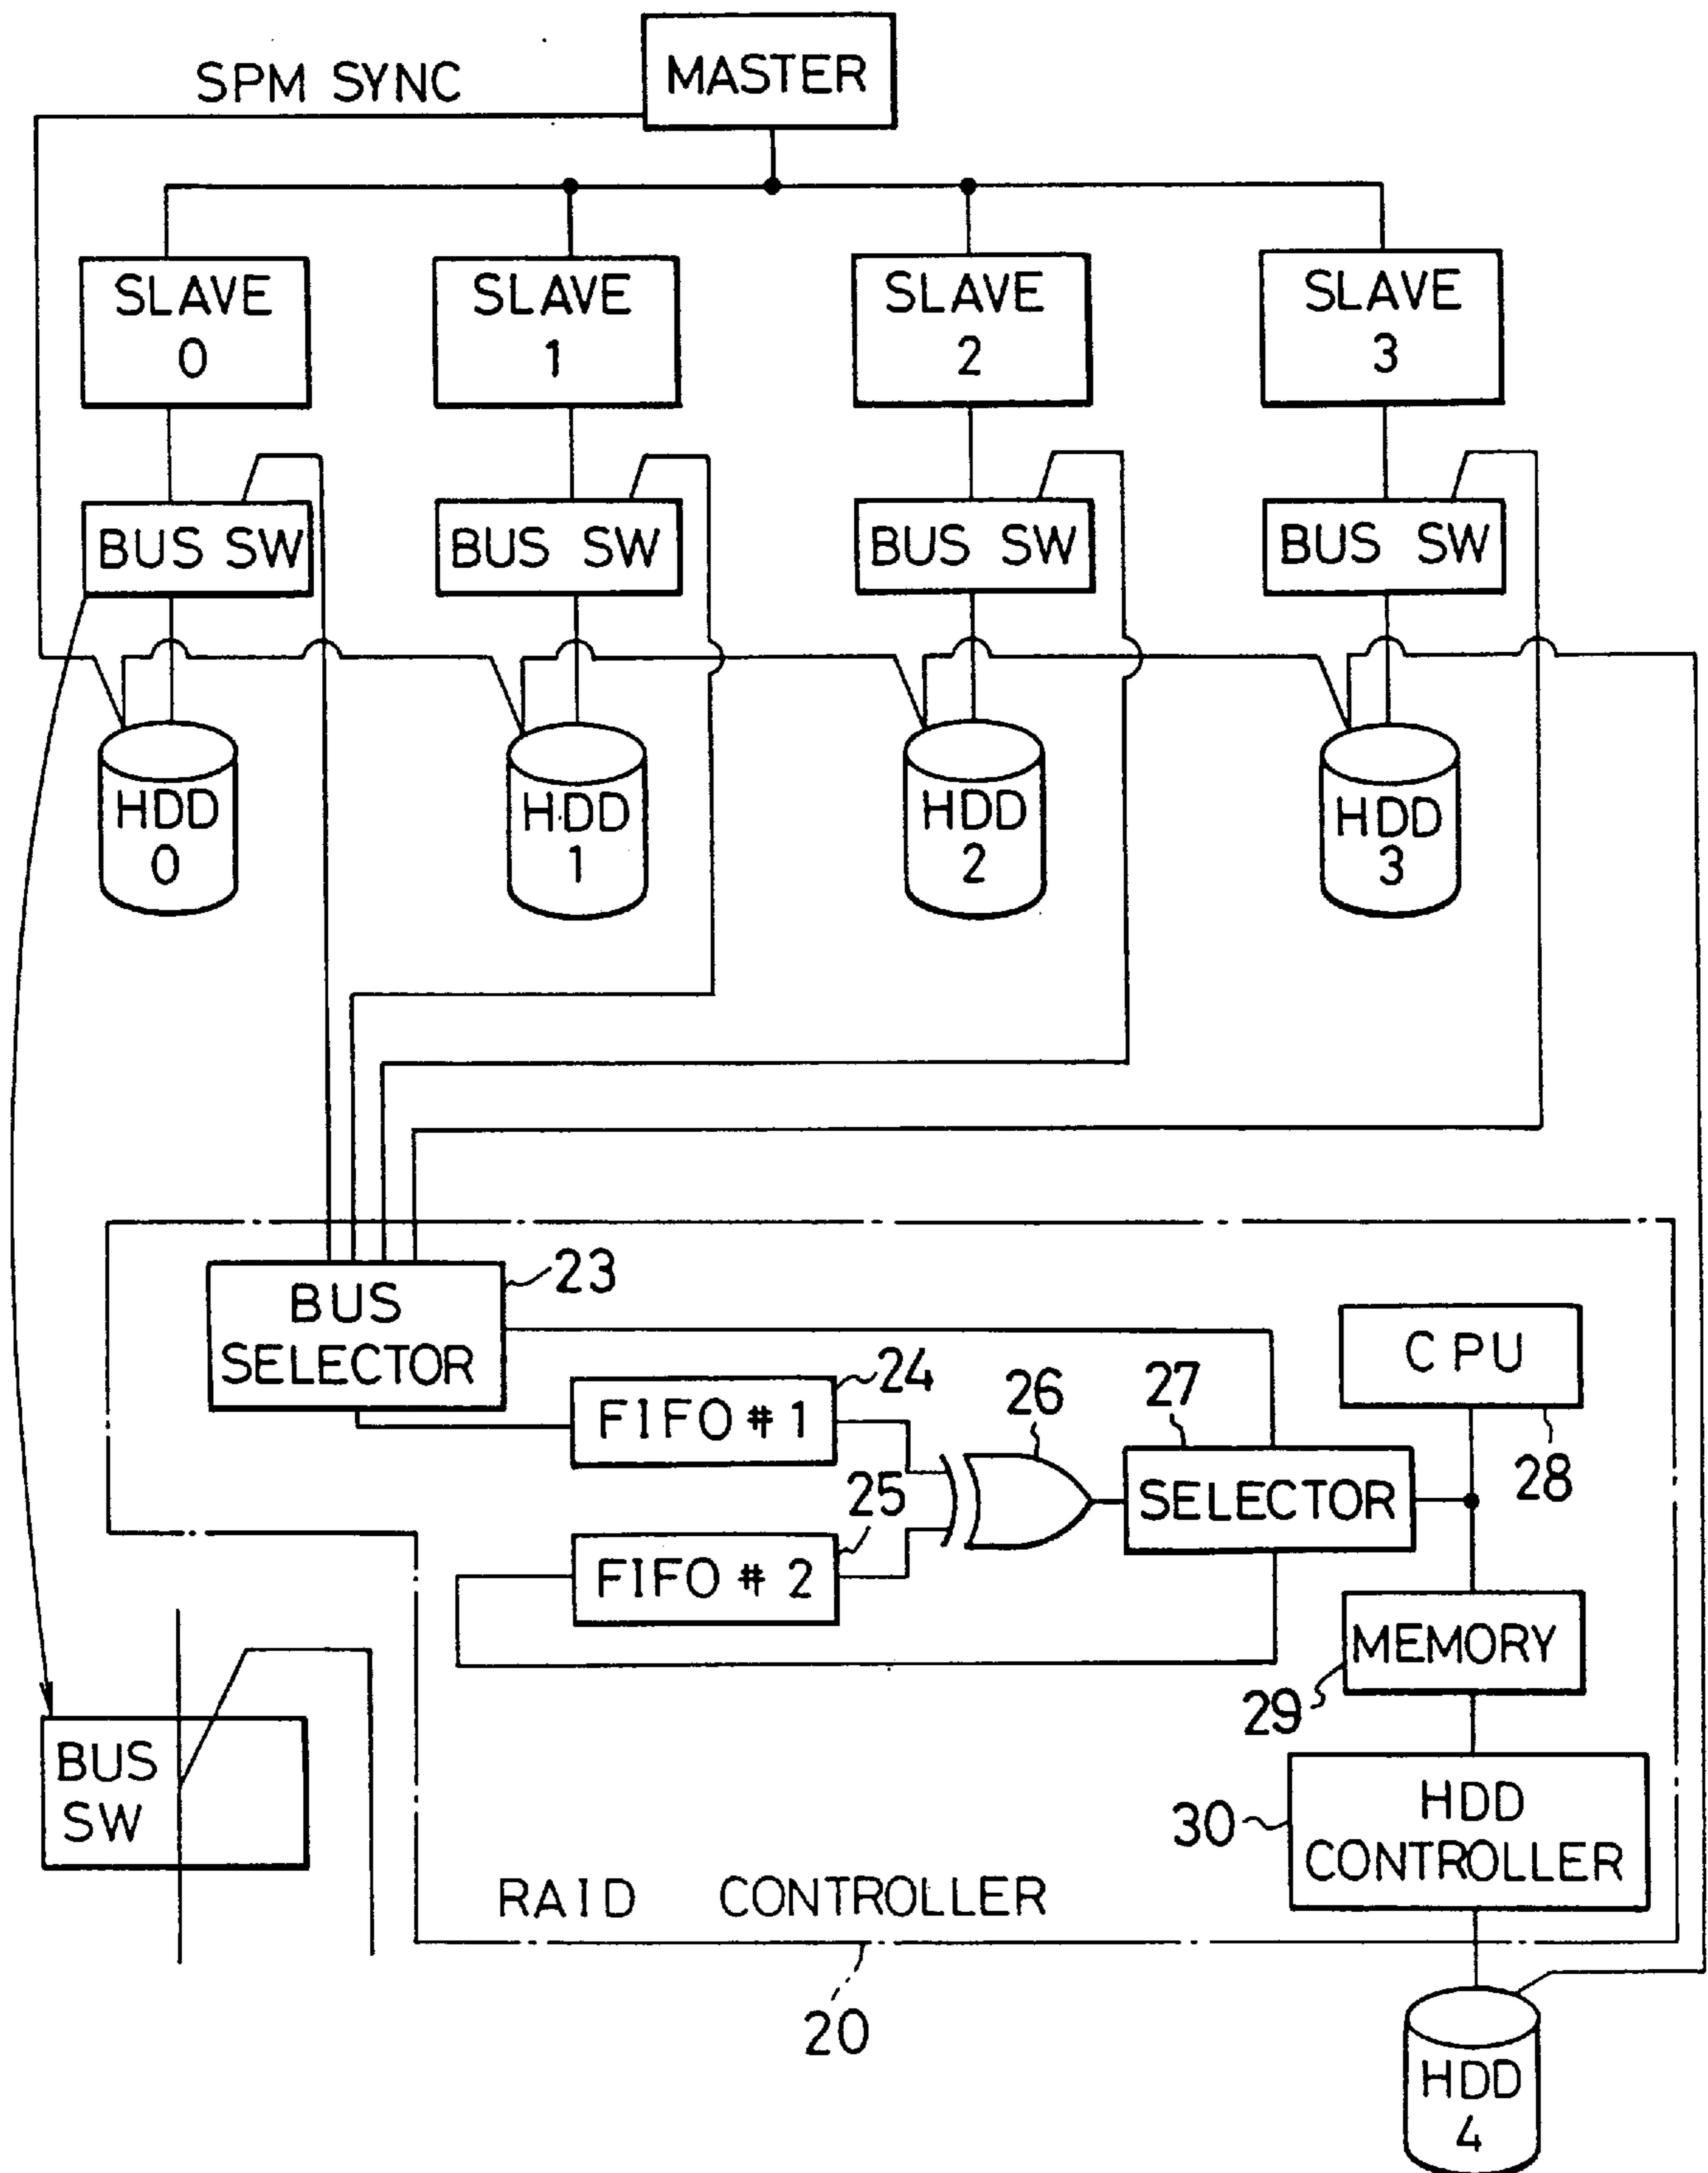 MASTER
SPM SYNC
SLAVE
0
SLAVE
1
SLAVE
2
SLAVE
3
BUS SW
BUS SW
BUS SW
BUS SW
HDD
0
HDD
1
HDD
2
HDD
3
BUS
SELECTOR
23
FIFO # 1
24
FIFO # 2
25
26
27
SELECTOR
CPU
28
MEMORY
29
HDD
CONTROLLER
30
BUS
SW
RAID CONTROLLER
20
HDD
4